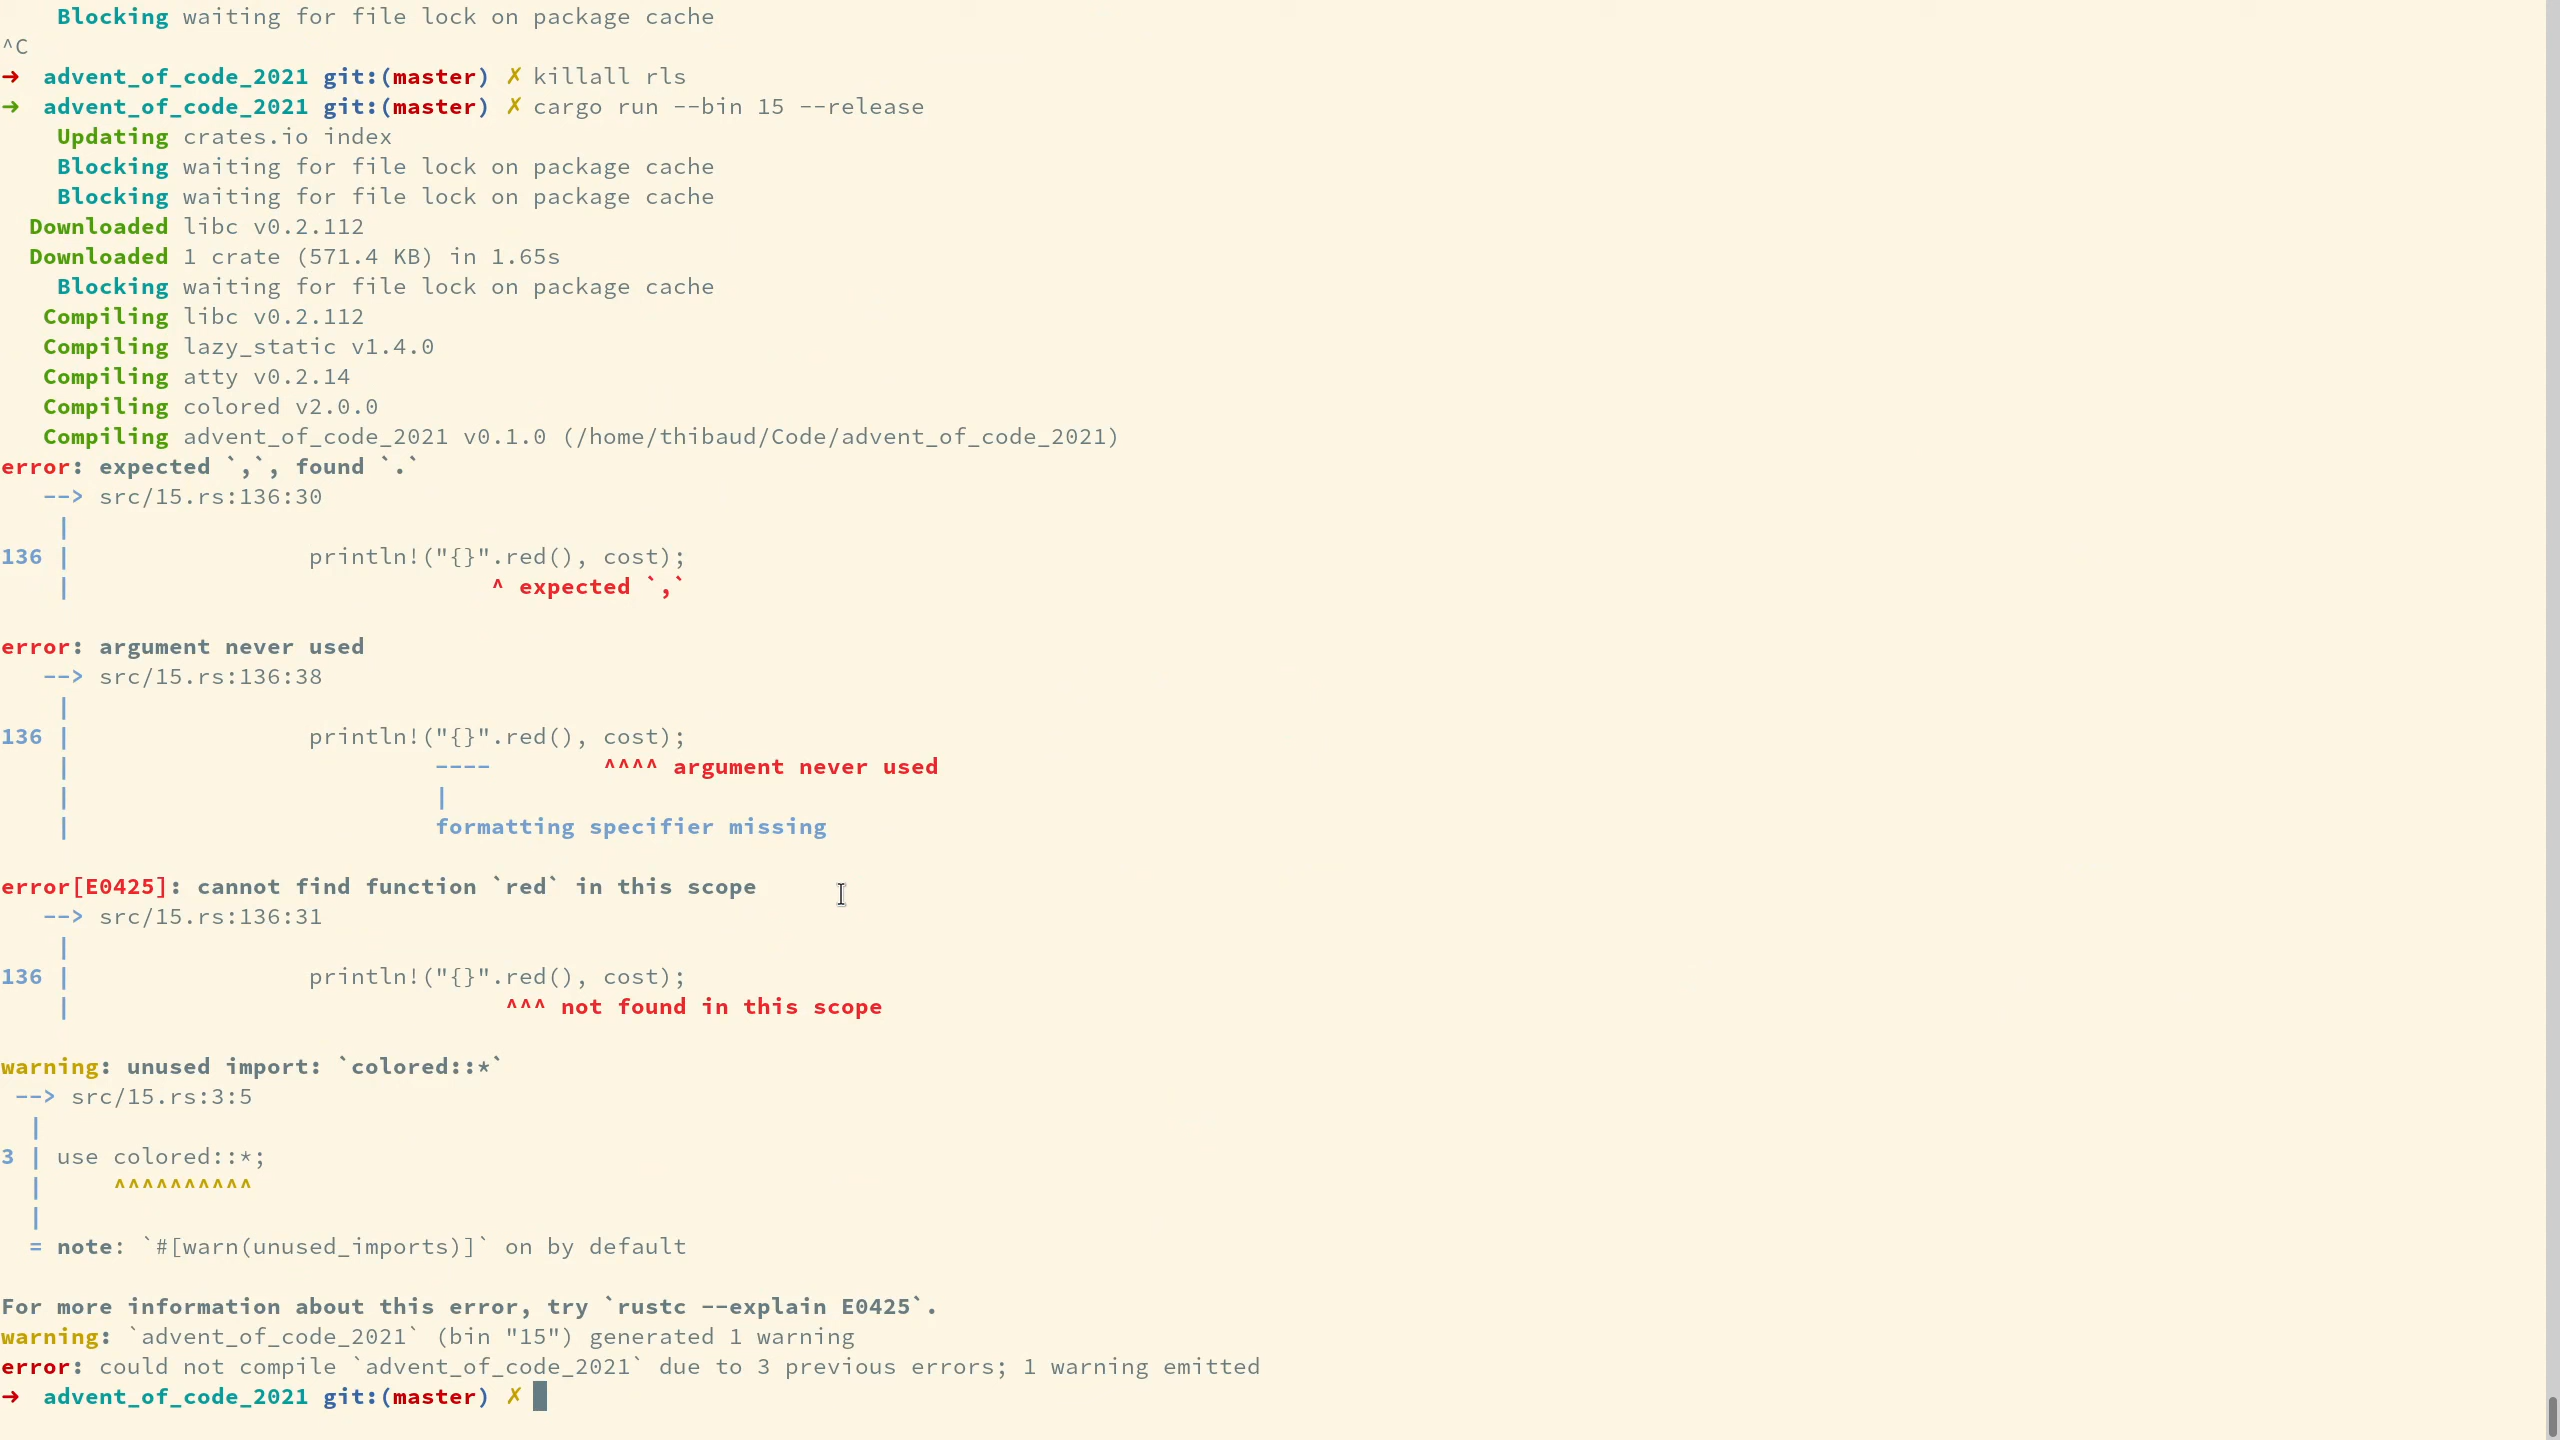 Blocking waiting for file lock on package cache
^C
➜  advent_of_code_2021 git:(master) ✗ killall rls
➜  advent_of_code_2021 git:(master) ✗ cargo run --bin 15 --release
    Updating crates.io index
    Blocking waiting for file lock on package cache
    Blocking waiting for file lock on package cache
  Downloaded libc v0.2.112
  Downloaded 1 crate (571.4 KB) in 1.65s
    Blocking waiting for file lock on package cache
   Compiling libc v0.2.112
   Compiling lazy_static v1.4.0
   Compiling atty v0.2.14
   Compiling colored v2.0.0
   Compiling advent_of_code_2021 v0.1.0 (/home/thibaud/Code/advent_of_code_2021)
error: expected `,`, found `.`
   --> src/15.rs:136:30
    |
136 |                 println!("{}".red(), cost);
    |                              ^ expected `,`

error: argument never used
   --> src/15.rs:136:38
    |
136 |                 println!("{}".red(), cost);
    |                          ----        ^^^^ argument never used
    |                          |
    |                          formatting specifier missing

error[E0425]: cannot find function `red` in this scope
   --> src/15.rs:136:31
    |
136 |                 println!("{}".red(), cost);
    |                               ^^^ not found in this scope

warning: unused import: `colored::*`
 --> src/15.rs:3:5
  |
3 | use colored::*;
  |     ^^^^^^^^^^
  |
  = note: `#[warn(unused_imports)]` on by default

For more information about this error, try `rustc --explain E0425`.
warning: `advent_of_code_2021` (bin "15") generated 1 warning
error: could not compile `advent_of_code_2021` due to 3 previous errors; 1 warning emitted
➜  advent_of_code_2021 git:(master) ✗